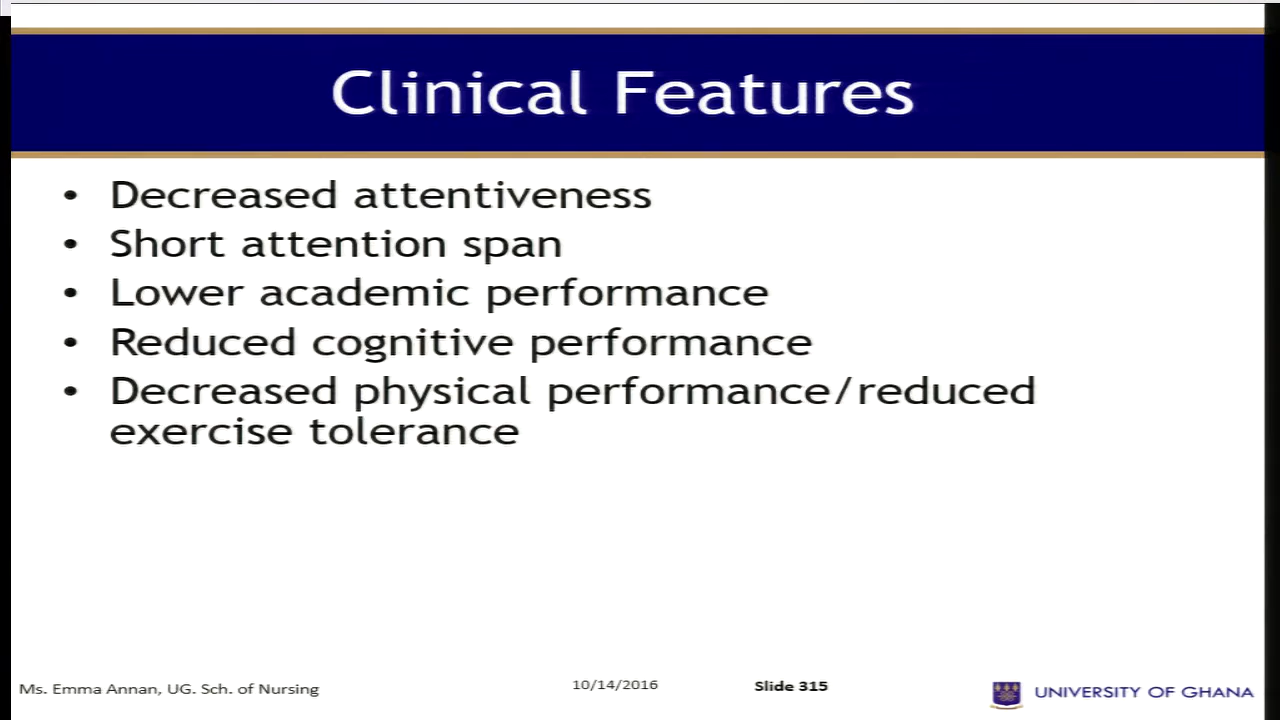 Clinical Features
• Decreased attentiveness
• Short attention span
• Lower academic performance
• Reduced cognitive performance
• Decreased physical performance/reduced
exercise tolerance
Ms. Emma Annan, UG. Sch. of Nursing
10/14/2016
Slide 315
UNIVERSITY OF GHANA